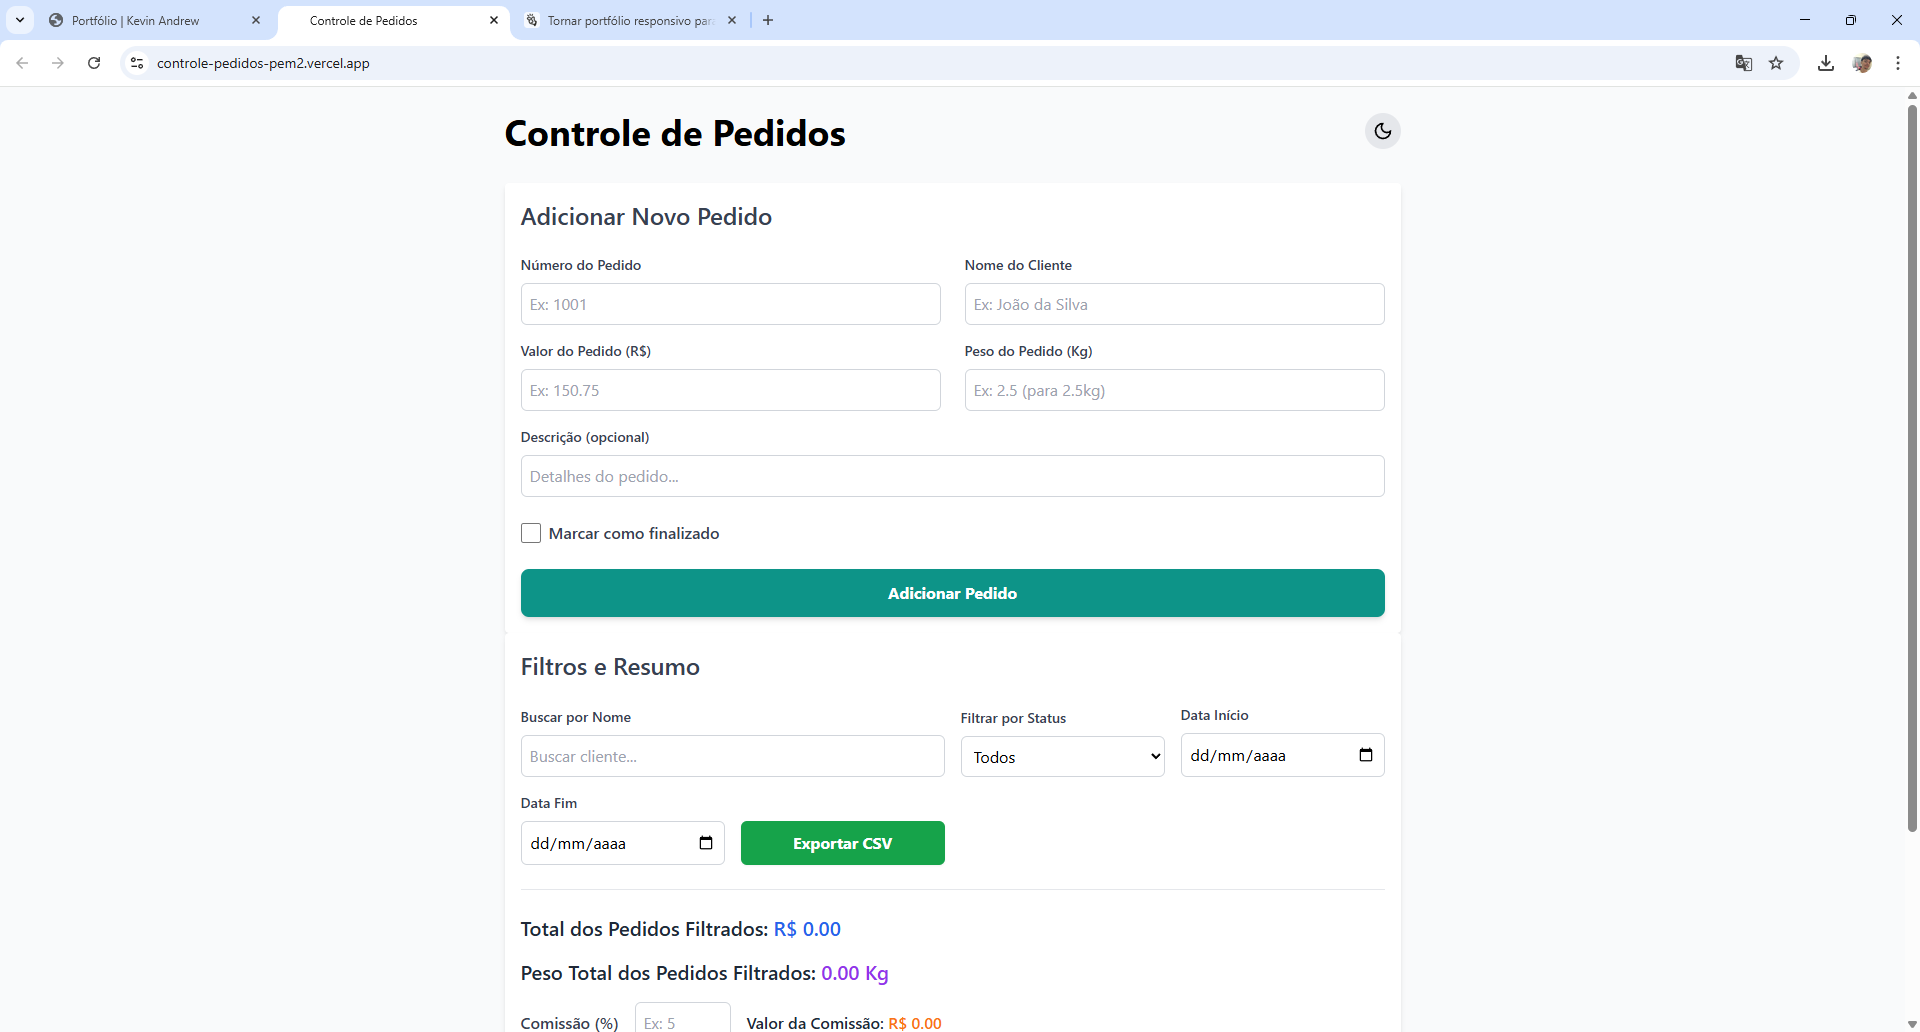 Portfólio | Kevin Andrew
Controle de Pedidos
Tornar portfólio responsivo par
controle-pedidos-pem2.vercel.app
Controle de Pedidos
Adicionar Novo Pedido
Número do Pedido
Nome do Cliente
Ex: 1001
Ex: João da Silva
Valor do Pedido (R$)
Peso do Pedido (Kg)
Ex: 150.75
Ex: 2.5 (para 2.5kg)
Descrição (opcional)
Detalhes do pedido...
Marcar como finalizado
Adicionar Pedido
Filtros e Resumo
Buscar por Nome
Filtrar por Status
Data Início
Buscar cliente...
Todos
dd/mm/aaaa
Data Fim
dd/mm/aaaa
Exportar CSV
Total dos Pedidos Filtrados: R$ 0.00
Peso Total dos Pedidos Filtrados: 0.00 Kg
Comissão (%)
Ex: 5
Valor da Comissão: R$ 0.00